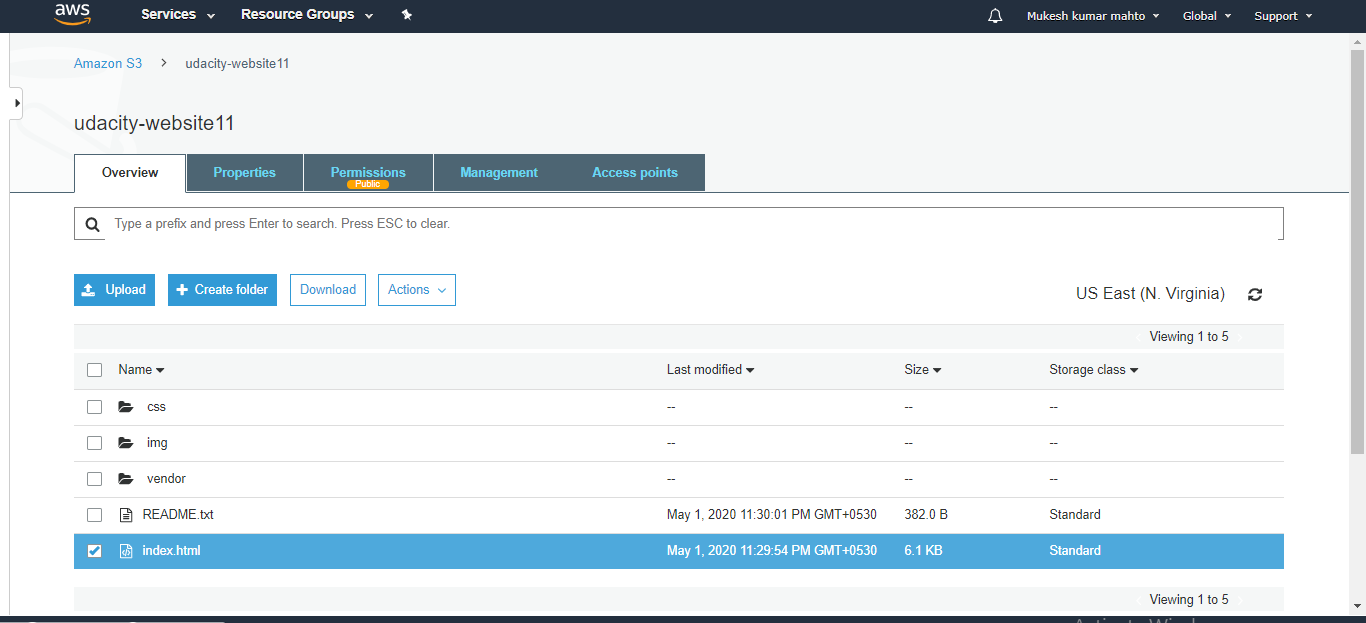 aws Services Resource Groups Mukesh kumar mahto Global Support
Amazon S3 udacity-website11
udacity-website11
Overview Properties Permissions Management Access points
Public
Type a prefix and press Enter to search. Press ESC to clear.
Upload Create folder Download Actions
US East (N. Virginia)
Viewing 1 to 5
Name Last modified Size Storage class
css -- -- --
img -- -- --
vendor -- -- --
README.txt May 1, 2020 11:30:01 PM GMT+0530 382.0 B Standard
index.html May 1, 2020 11:29:54 PM GMT+0530 6.1 KB Standard
Viewing 1 to 5